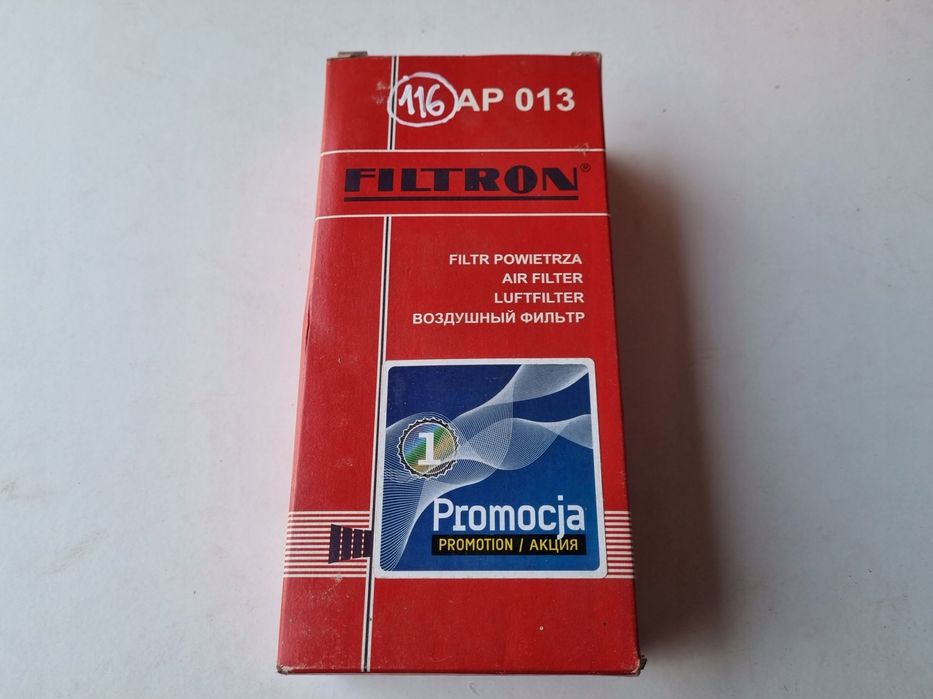 116 AP 013
FILTRON®
FILTR POWIETRZA
AIR FILTER
LUFTFILTER
ВОЗДУШНЫЙ ФИЛЬТР
1
Promocja
PROMOTION / АКЦИЯ